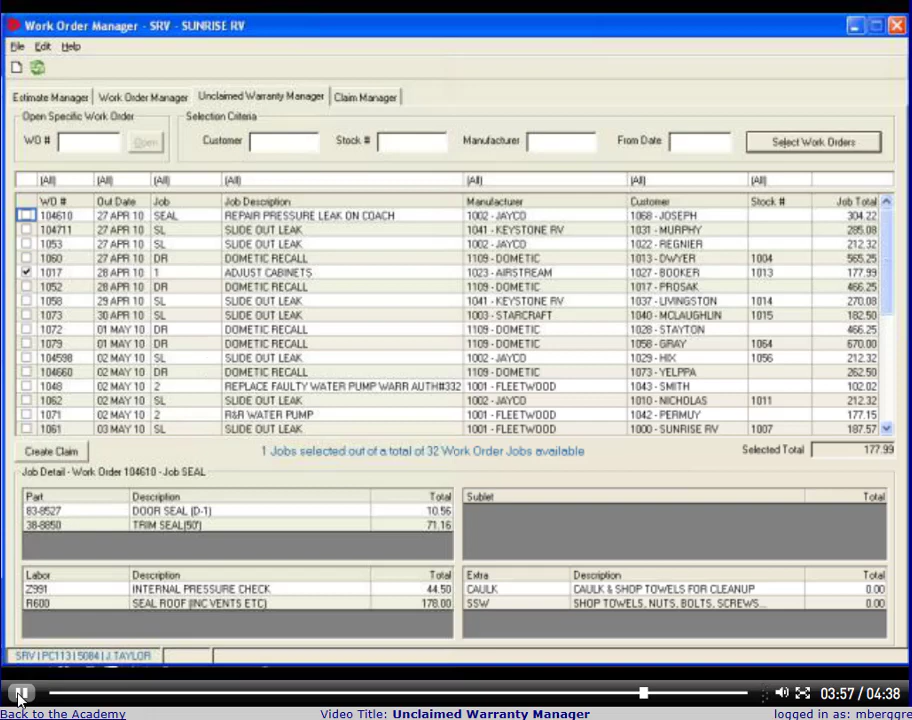 Work Order Manager - SRV - SUNRISE RV
File Edit Help
Estimate Manager Work Order Manager Unclaimed Warranty Manager Claim Manager
Open Specific Work Order Selection Criteria
WO # Open Customer Stock # Manufacturer From Date Select Work Orders
(All) (All) (All) (All) (All) (All) (All)
WO # Out Date Job Job Description Manufacturer Customer Stock # Job Total
104610 27 APR 10 SEAL REPAIR PRESSURE LEAK ON COACH 1002 - JAYCO 1068 - JOSEPH 304.22
104711 27 APR 10 SL SLIDE OUT LEAK 1041 - KEYSTONE RV 1031 - MURPHY 285.08
1053 27 APR 10 SL SLIDE OUT LEAK 1002 - JAYCO 1022 - REGNIER 212.32
1060 27 APR 10 DR DOMETIC RECALL 1109 - DOMETIC 1013 - DWYER 1004 565.25
1017 28 APR 10 1 ADJUST CABINETS 1023 - AIRSTREAM 1027 - BOOKER 1013 177.99
1052 28 APR 10 DR DOMETIC RECALL 1109 - DOMETIC 1017 - PROSAK 466.25
1058 29 APR 10 SL SLIDE OUT LEAK 1041 - KEYSTONE RV 1037 - LIVINGSTON 1014 270.08
1073 30 APR 10 SL SLIDE OUT LEAK 1003 - STARCRAFT 1040 - MCLAUGHLIN 1015 182.50
1072 01 MAY 10 DR DOMETIC RECALL 1109 - DOMETIC 1028 - STAYTON 466.25
1079 01 MAY 10 DR DOMETIC RECALL 1109 - DOMETIC 1058 - GRAY 1064 670.00
104598 02 MAY 10 SL SLIDE OUT LEAK 1002 - JAYCO 1029 - HIX 1056 212.32
104660 02 MAY 10 DR DOMETIC RECALL 1109 - DOMETIC 1073 - YELPPA 262.50
1048 02 MAY 10 2 REPLACE FAULTY WATER PUMP WARR AUTH#332 1001 - FLEETWOOD 1043 - SMITH 102.02
1062 02 MAY 10 SL SLIDE OUT LEAK 1002 - JAYCO 1010 - NICHOLAS 1011 212.32
1071 02 MAY 10 2 R&R WATER PUMP 1001 - FLEETWOOD 1042 - PERMUY 177.15
1061 03 MAY 10 SL SLIDE OUT LEAK 1001 - FLEETWOOD 1000 - SUNRISE RV 1007 187.57
Create Claim 1 Jobs selected out of a total of 32 Work Order Jobs available Selected Total 177.99
Job Detail - Work Order 104610 - Job SEAL
Part Description Total Sublet Total
83-8527 DOOR SEAL (D-1) 10.56
38-8850 TRIM SEAL(50') 71.16
Labor Description Total Extra Description Total
Z991 INTERNAL PRESSURE CHECK 44.50 CAULK CAULK & SHOP TOWELS FOR CLEANUP 0.00
R600 SEAL ROOF (INC VENTS ETC) 178.00 SSW SHOP TOWELS, NUTS, BOLTS, SCREWS... 0.00
SRV | PC113 | 5084 | J.TAYLOR
03:57 / 04:38
Back to the Academy Video Title: Unclaimed Warranty Manager logged in as: mberggre